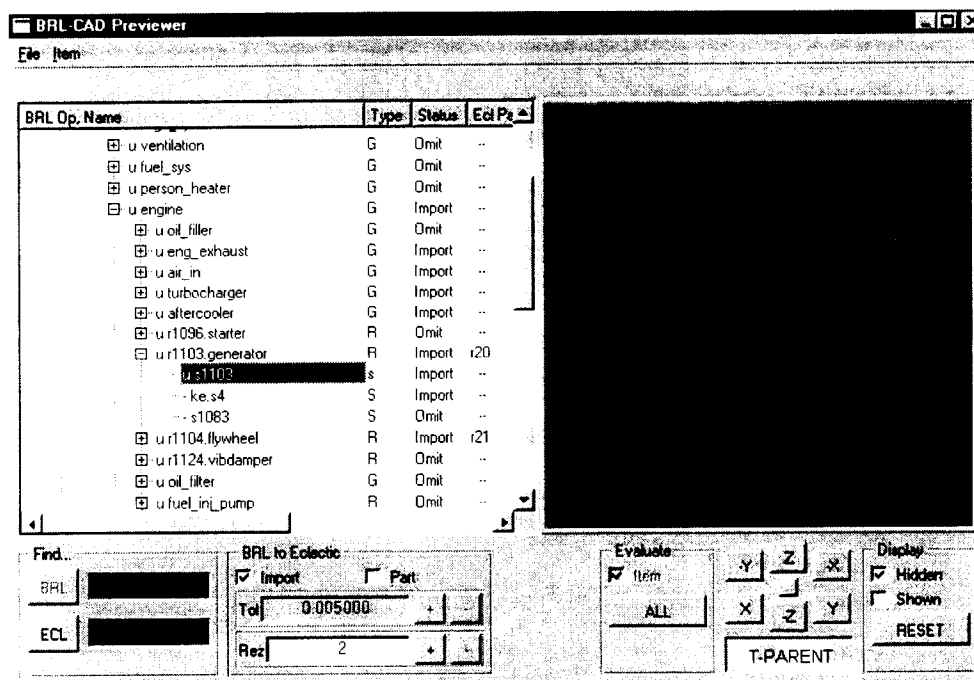 BRL-CAD Previewer
File Item
BRL Op, Name Type Status Ecl Pa
u ventilation G Omit --
u fuel_sys G Omit --
u person_heater G Omit --
u engine G Import --
u oil_filler G Omit --
u eng_exhaust G Import --
u air_in G Import --
u turbocharger G Import --
u aftercooler G Import --
u r1096.starter R Omit --
u r1103.generator R Import r20
u s1103 s Import --
- ke.s4 S Import --
- s1083 S Omit --
u r1104.flywheel R Import r21
u r1124.vibdamper R Omit --
u oil_filter G Omit --
u fuel_inj_pump R Omit --
Find... BRL to Eclectic Evaluate Display
BRL Import Part Item -Y Z -X Hidden
Tol 0.005000 + - ALL Shown
ECL X -Z Y RESET
Rez 2 + - T-PARENT